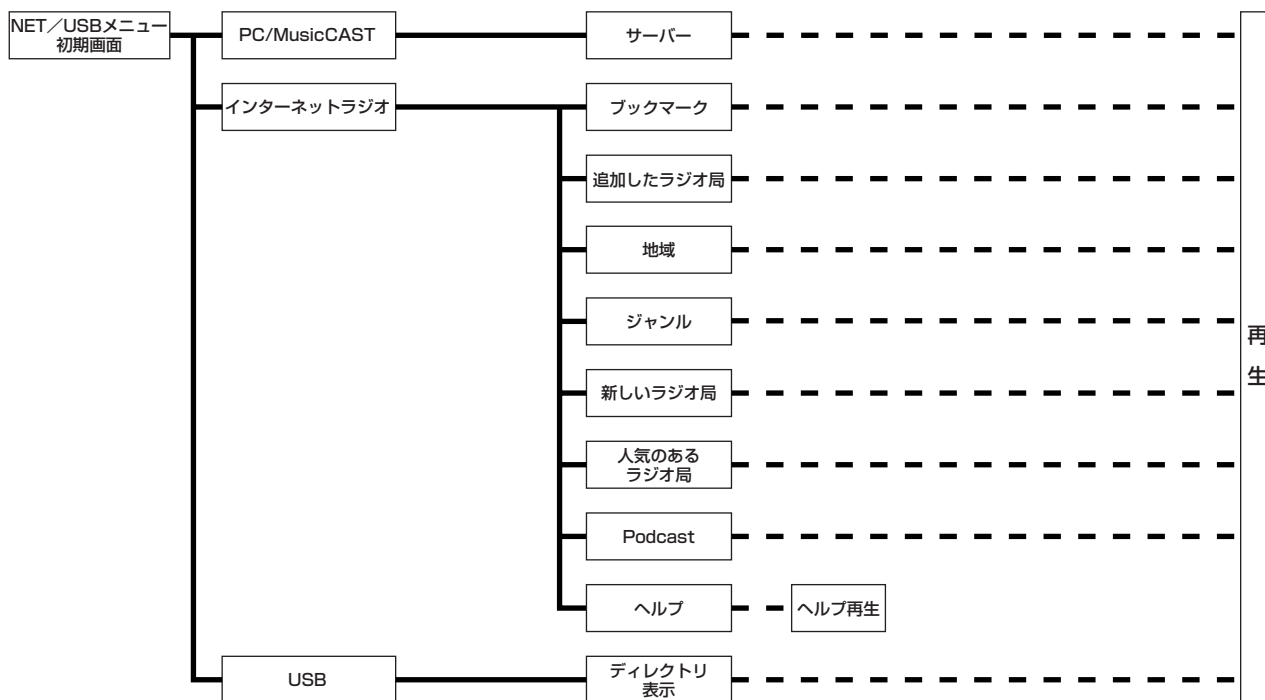 NET／USBメニュー
初期画面
PC/MusicCAST
サーバー
インターネットラジオ
ブックマーク
追加したラジオ局
地域
ジャンル
新しいラジオ局
人気のある
ラジオ局
Podcast
ヘルプ
ヘルプ再生
USB
ディレクトリ
表示
再
生